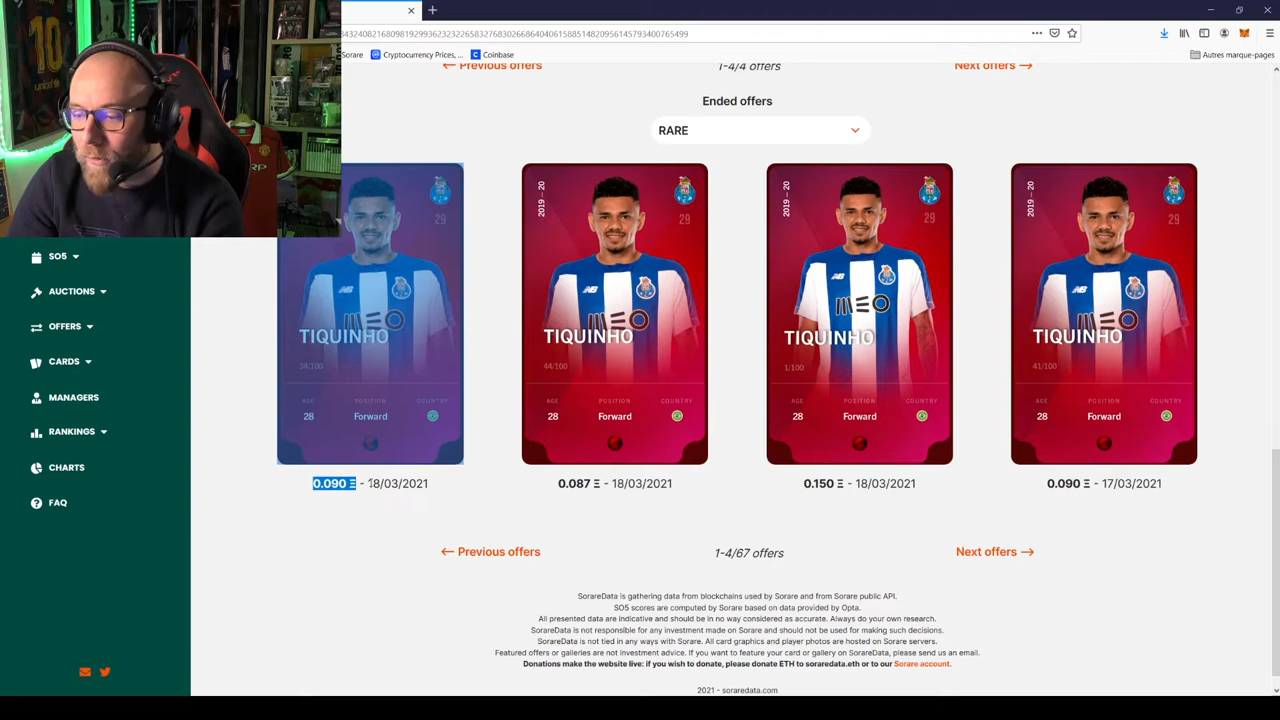 43240821680981929936232322658327683026686404061588514820956145793400765499
Sorare
Cryptocurrency Prices, ...
Coinbase
Autres marque-pages
← Previous offers
1-4/4 offers
Next offers →
Ended offers
RARE
SO5
AUCTIONS
OFFERS
CARDS
MANAGERS
RANKINGS
CHARTS
FAQ
29
TIQUINHO
34/100
AGE POSITION COUNTRY
28 Forward
0.090 Ξ - 18/03/2021
2019 – 20
29
TIQUINHO
44/100
AGE POSITION COUNTRY
28 Forward
0.087 Ξ - 18/03/2021
2019 – 20
29
MEO
TIQUINHO
1/100
AGE POSITION COUNTRY
28 Forward
0.150 Ξ - 18/03/2021
2019 – 20
29
TIQUINHO
41/100
AGE POSITION COUNTRY
28 Forward
0.090 Ξ - 17/03/2021
← Previous offers
1-4/67 offers
Next offers →
SorareData is gathering data from blockchains used by Sorare and from Sorare public API.
SO5 scores are computed by Sorare based on data provided by Opta.
All presented data are indicative and should be in no way considered as accurate. Always do your own research.
SorareData is not responsible for any investment made on Sorare and should not be used for making such decisions.
SorareData is not tied in any ways with Sorare. All card graphics and player photos are hosted on Sorare servers.
Featured offers or galleries are not investment advice. If you want to feature your card or gallery on SorareData, please send us an email.
Donations make the website live: if you wish to donate, please donate ETH to soraredata.eth or to our Sorare account.
2021 - soraredata.com